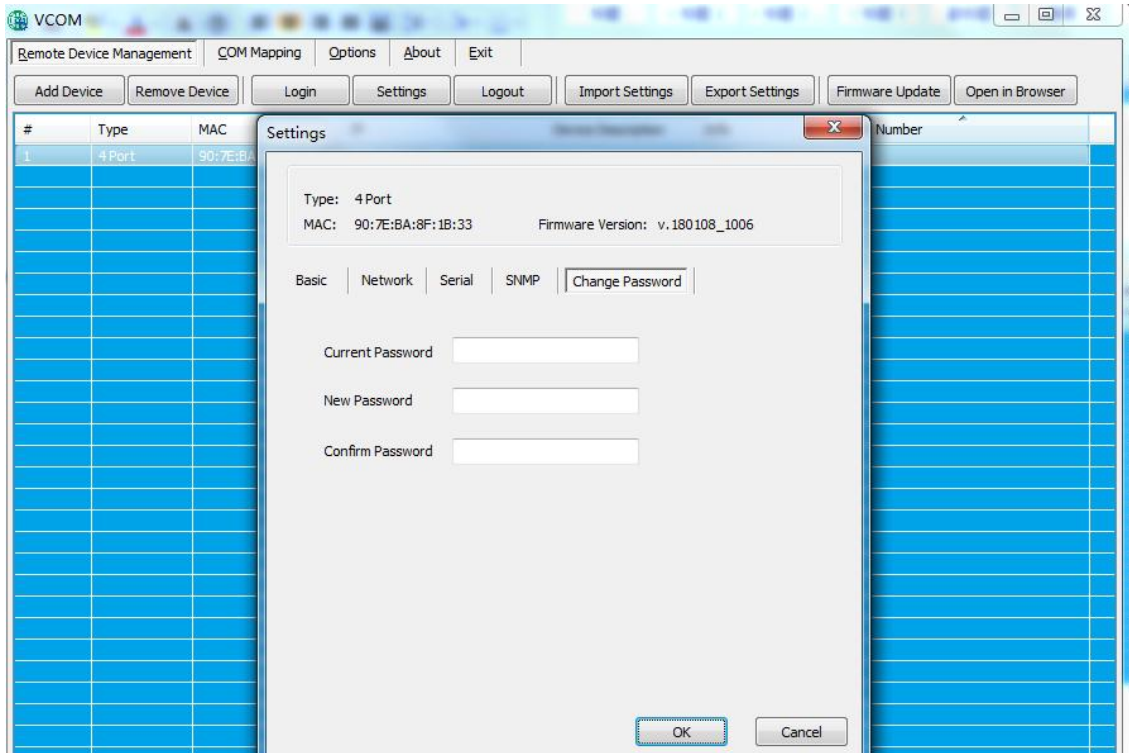 VCOM
Remote Device Management COM Mapping Options About Exit
Add Device Remove Device Login Settings Logout Import Settings Export Settings Firmware Update Open in Browser
# Type MAC Number
1 4 Port 90:7E:BA
Settings
Type: 4 Port
MAC: 90:7E:BA:8F:1B:33 Firmware Version: v.180108_1006
Basic Network Serial SNMP Change Password
Current Password
New Password
Confirm Password
OK Cancel